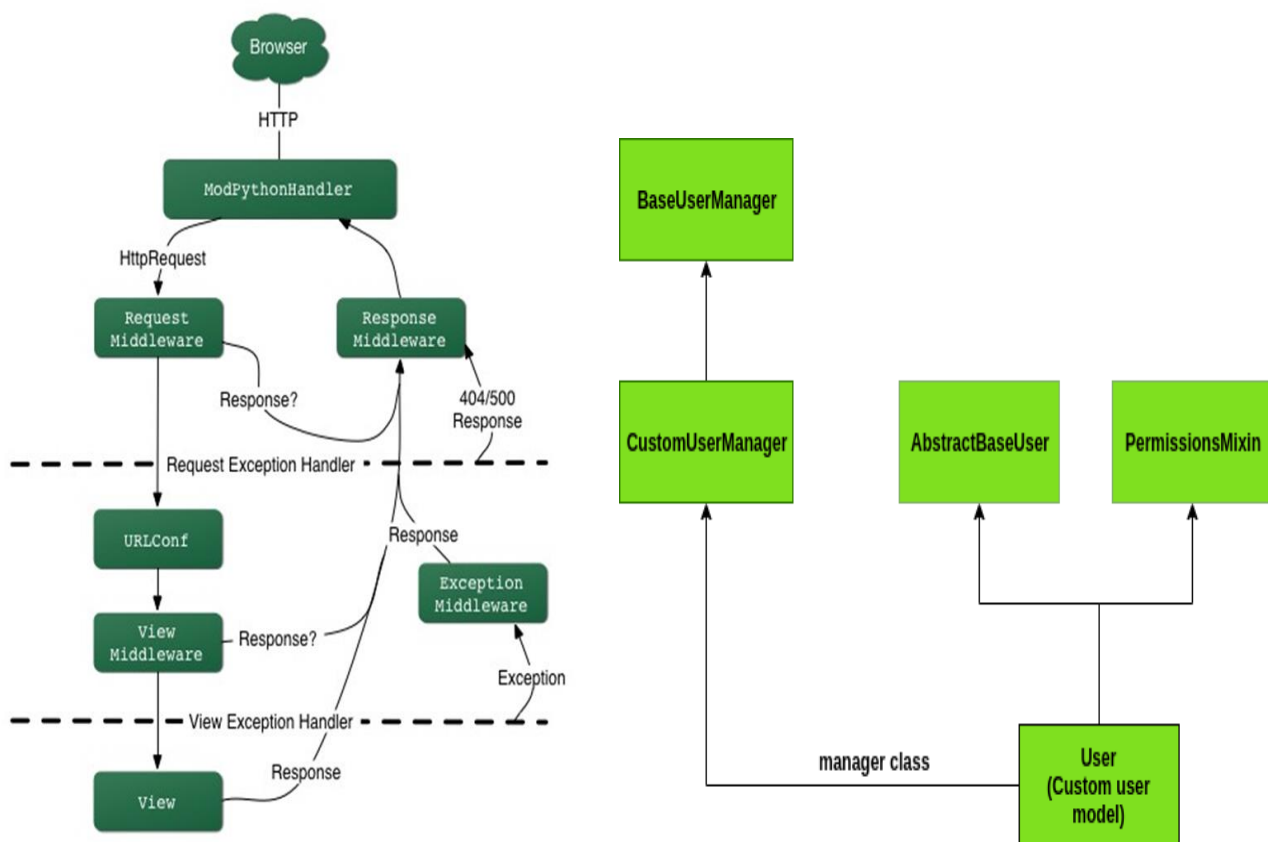 Browser
HTTP
ModPythonHandler
HttpRequest
Request
Middleware
Response
Middleware
Response?
404/500
Response
Request Exception Handler
URLConf
Response
Exception
Middleware
View
Middleware
Response?
Exception
View Exception Handler
Response
View
BaseUserManager
CustomUserManager
AbstractBaseUser
PermissionsMixin
manager class
User
(Custom user
model)